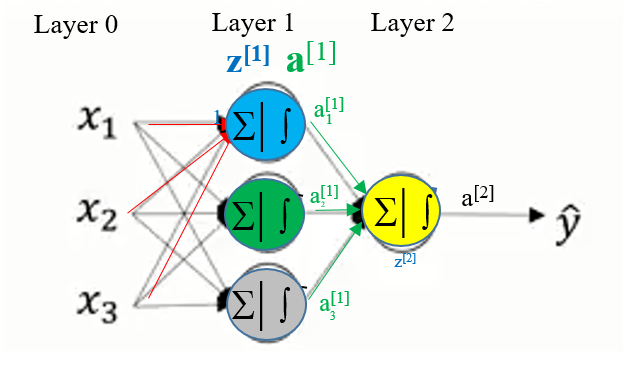 Layer 0 Layer 1 Layer 2
z[1] a[1]
x1 1 Σ| ∫ a1[1]
x2 Σ| ∫ a2[1] Σ| ∫ a[2] ŷ
z[2]
x3 Σ| ∫ a3[1]